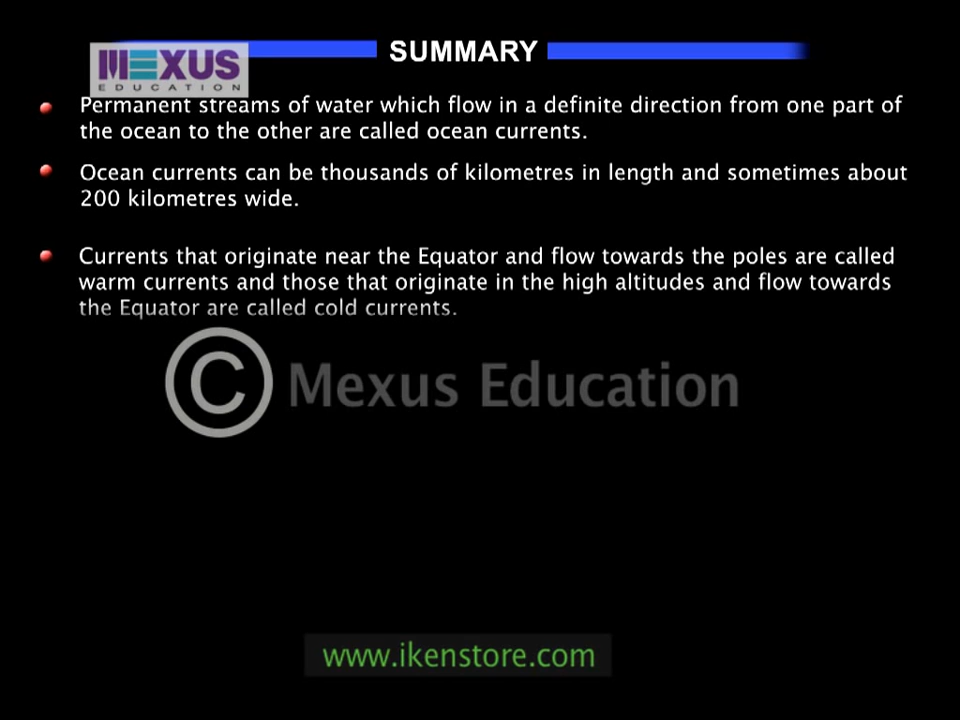 SUMMARY
MEXUS
EDUCATION
Permanent streams of water which flow in a definite direction from one part of
the ocean to the other are called ocean currents.
Ocean currents can be thousands of kilometres in length and sometimes about
200 kilometres wide.
Currents that originate near the Equator and flow towards the poles are called
warm currents and those that originate in the high altitudes and flow towards
the Equator are called cold currents.
© Mexus Education
www.ikenstore.com